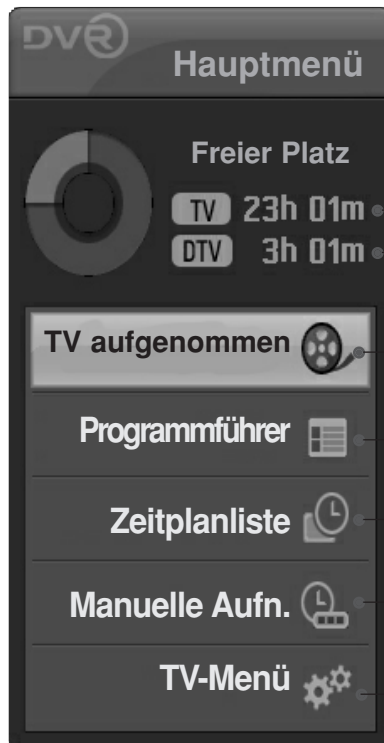 DVR
Hauptmenü
Freier Platz
TV 23h 01m
DTV 3h 01m
TV aufgenommen
Programmführer
Zeitplanliste
Manuelle Aufn.
TV-Menü